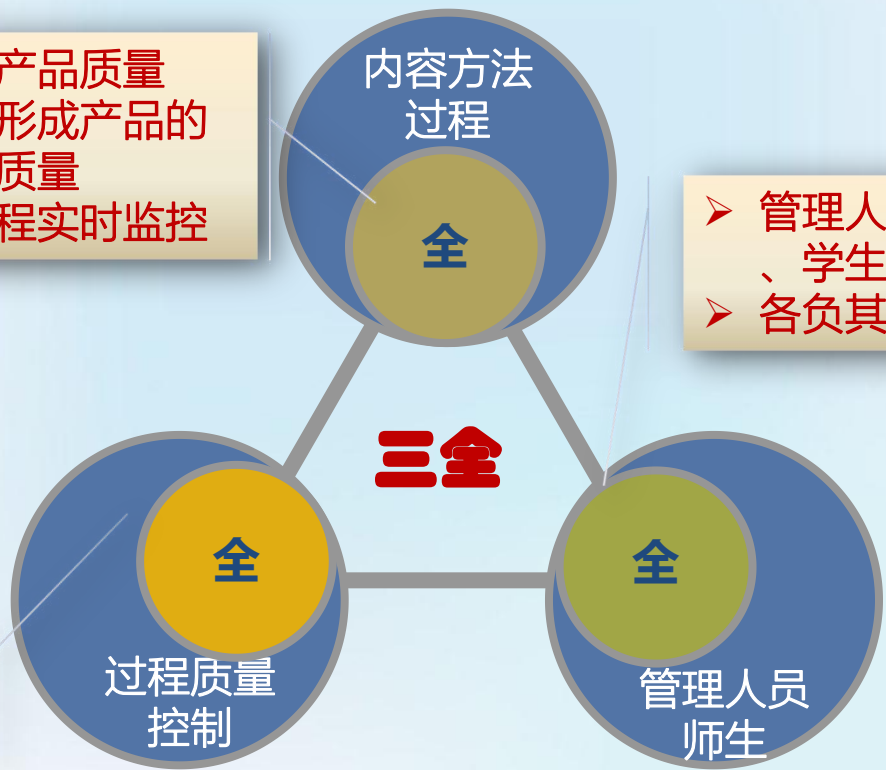 产品质量
形成产品的
质量
程实时监控
内容方法
过程
全
管理人
、学生
各负其
三全
全
过程质量
控制
全
管理人员
师生